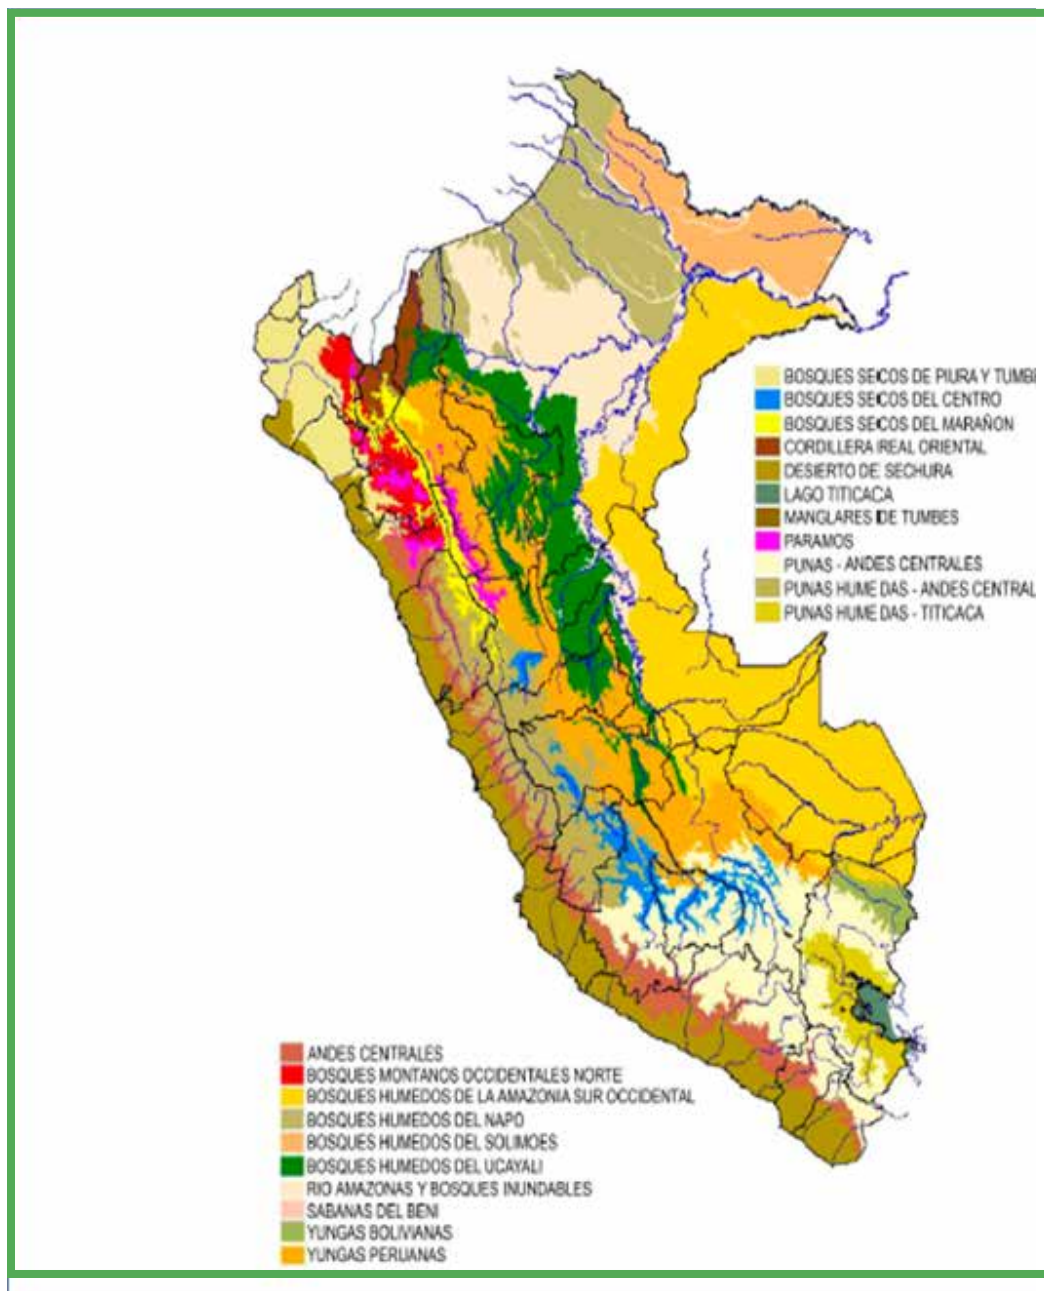 BOSQUES SECOS DE PIURA Y TUMBE
BOSQUES SECOS DEL CENTRO
BOSQUES SECOS DEL MARAÑON
CORDILLERA REAL ORIENTAL
DESIERTO DE SECHURA
LAGO TITICACA
MANGLARES DE TUMBES
PARAMOS
PUNAS - ANDES CENTRALES
PUNAS HUMEDAS - ANDES CENTRAL
PUNAS HUMEDAS - TITICACA
ANDES CENTRALES
BOSQUES MONTANOS OCCIDENTALES NORTE
BOSQUES HUMEDOS DE LA AMAZONIA SUR OCCIDENTAL
BOSQUES HUMEDOS DEL NAPO
BOSQUES HUMEDOS DEL SOLIMOES
BOSQUES HUMEDOS DEL UCAYALI
RIO AMAZONAS Y BOSQUES INUNDABLES
SABANAS DEL BENI
YUNGAS BOLIVIANAS
YUNGAS PERUANAS